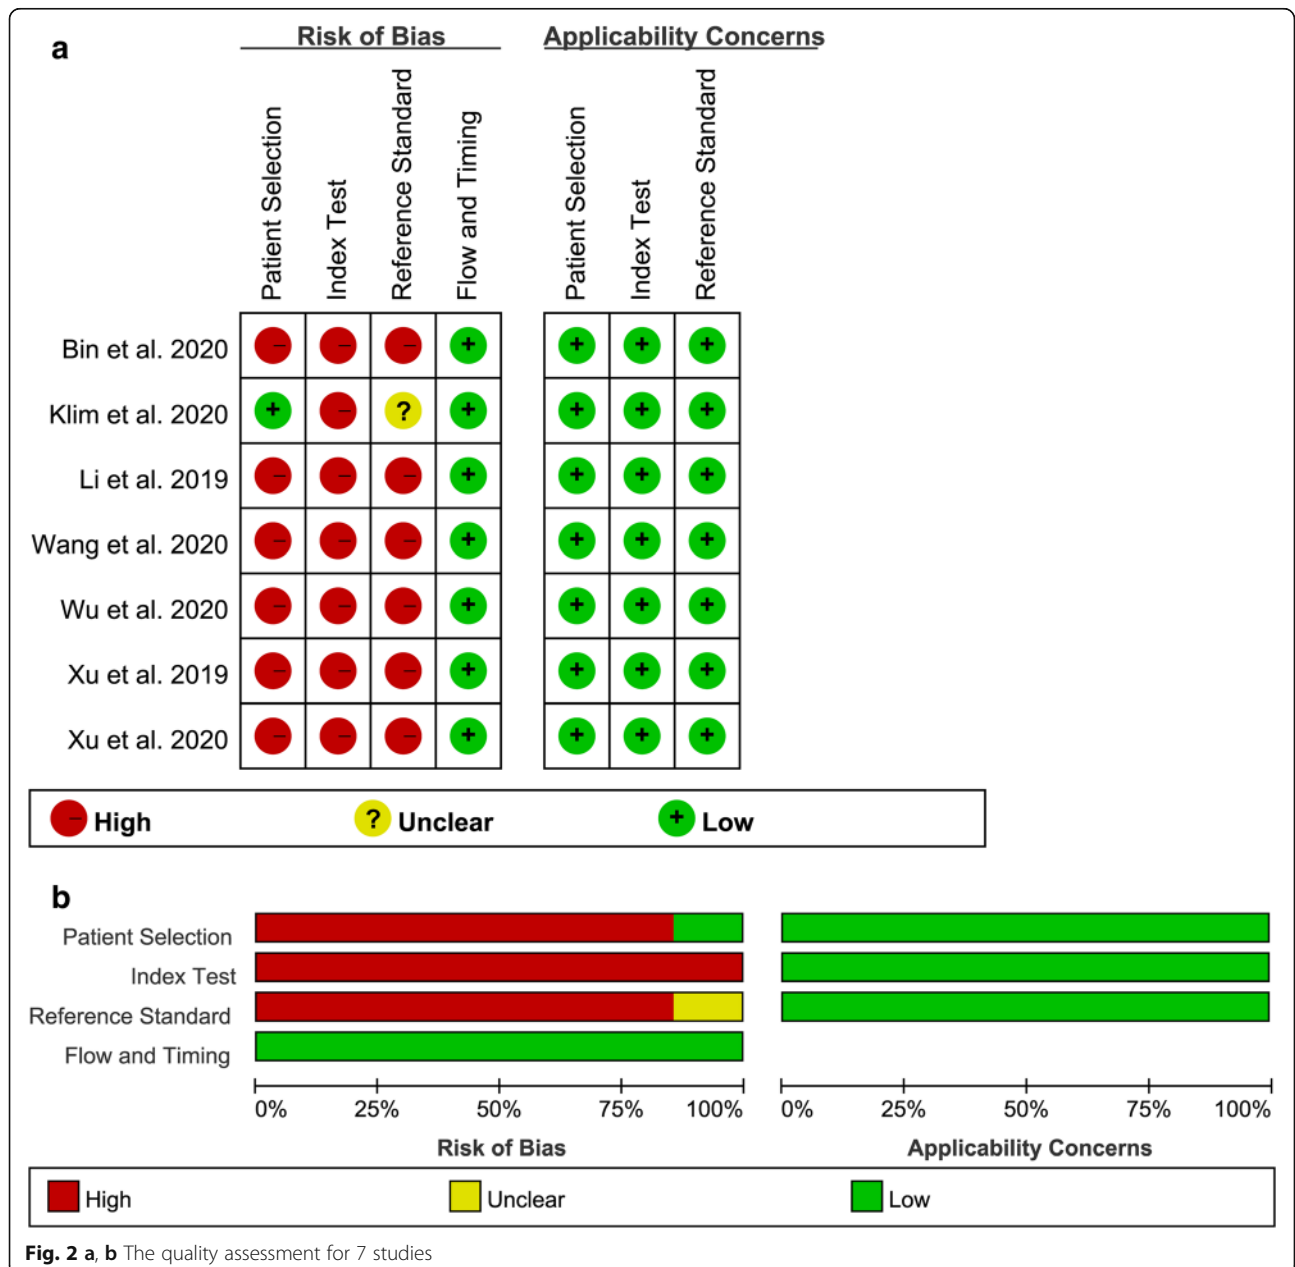 a
Risk of Bias
Applicability Concerns
Patient Selection
Index Test
Reference Standard
Flow and Timing
Patient Selection
Index Test
Reference Standard
Bin et al. 2020 - - - + + + +
Klim et al. 2020 + - ? + + + +
Li et al. 2019 - - - + + + +
Wang et al. 2020 - - - + + + +
Wu et al. 2020 - - - + + + +
Xu et al. 2019 - - - + + + +
Xu et al. 2020 - - - + + + +
- High ? Unclear + Low
b
Patient Selection
Index Test
Reference Standard
Flow and Timing
0% 25% 50% 75% 100% 0% 25% 50% 75% 100%
Risk of Bias Applicability Concerns
High Unclear Low
Fig. 2 a, b The quality assessment for 7 studies